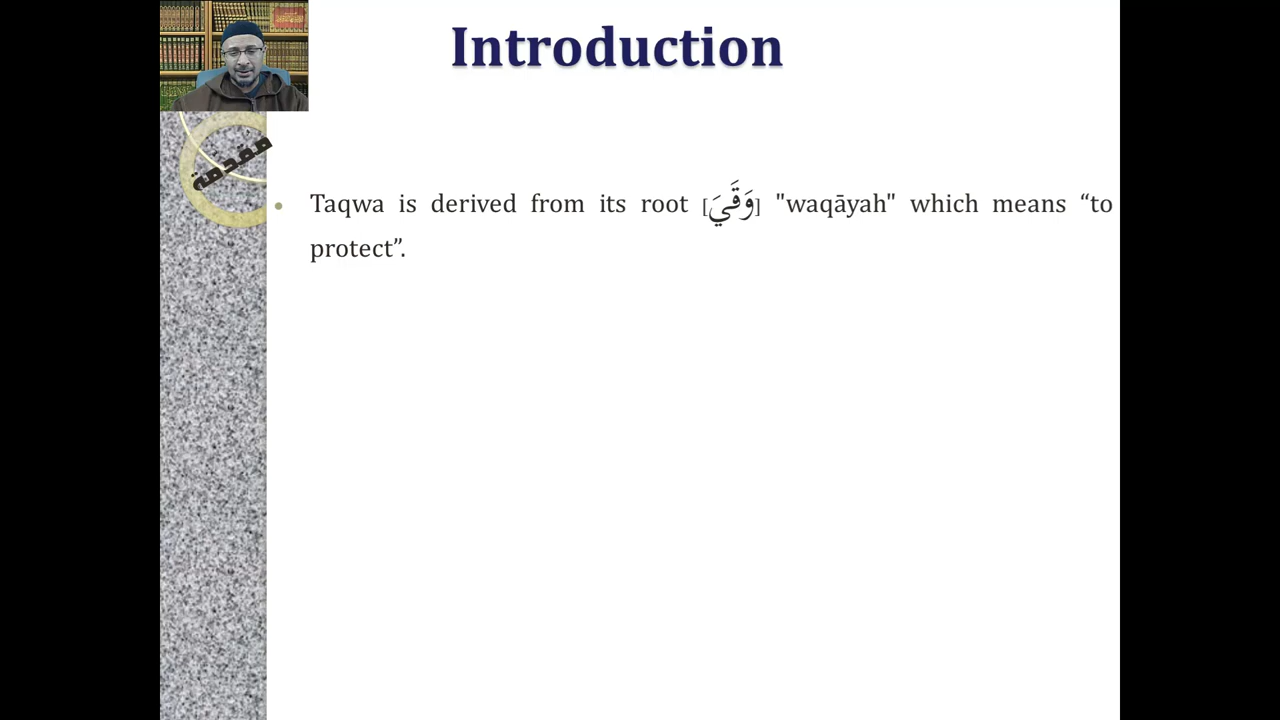 Introduction
مقدمة
• Taqwa is derived from its root [وَقَيَ] "waqāyah" which means “to
protect”.